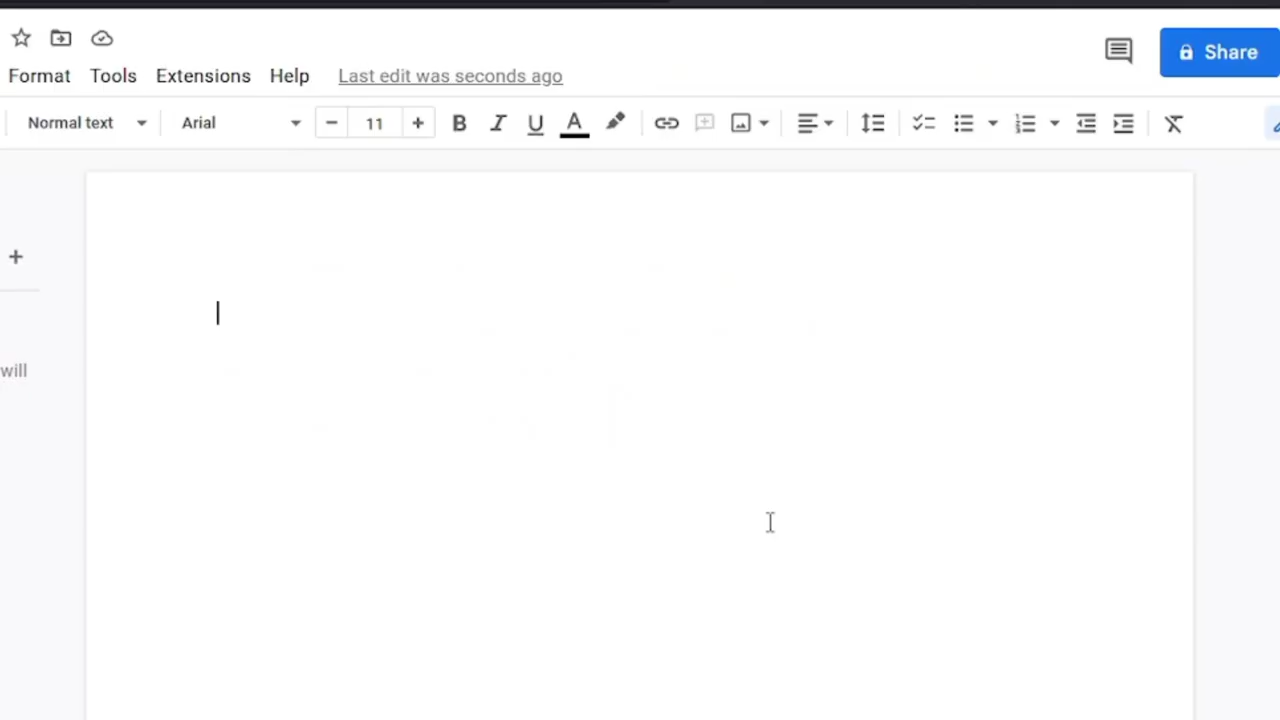 Format Tools Extensions Help Last edit was seconds ago Share
Normal text Arial 11 B I U A
will